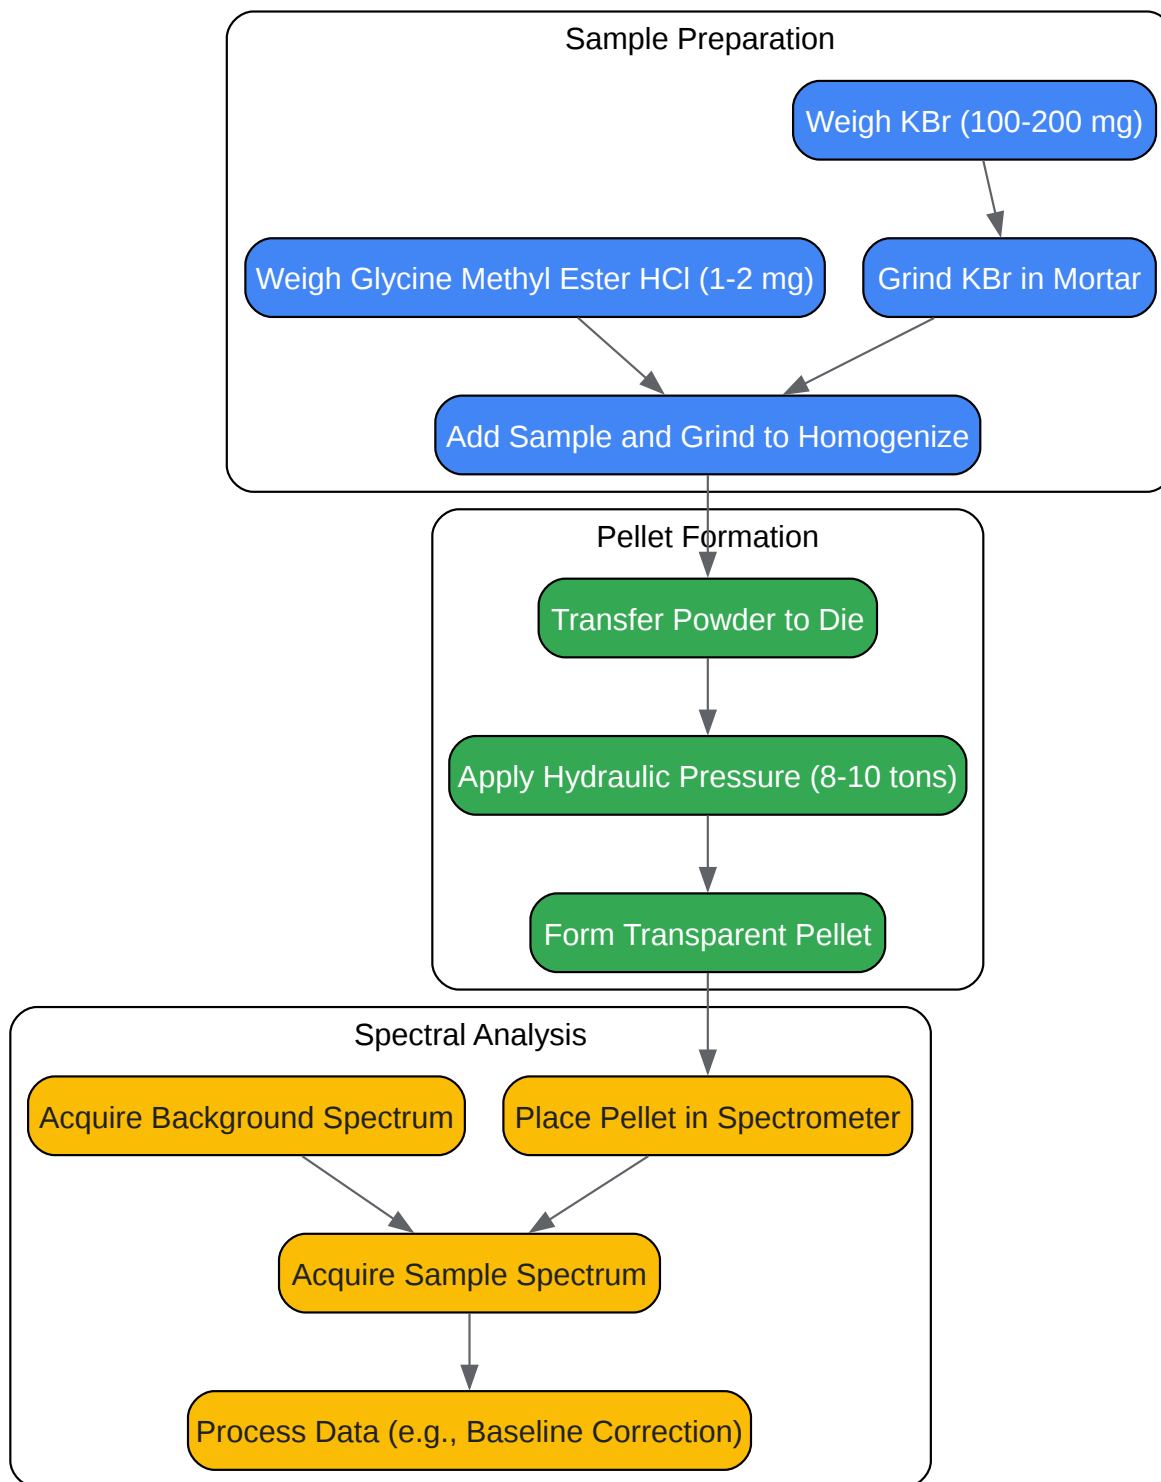 Sample Preparation
Weigh KBr (100-200 mg)
Weigh Glycine Methyl Ester HCl (1-2 mg)
Grind KBr in Mortar
Add Sample and Grind to Homogenize
Pellet Formation
Transfer Powder to Die
Apply Hydraulic Pressure (8-10 tons)
Form Transparent Pellet
Spectral Analysis
Acquire Background Spectrum
Place Pellet in Spectrometer
Acquire Sample Spectrum
Process Data (e.g., Baseline Correction)